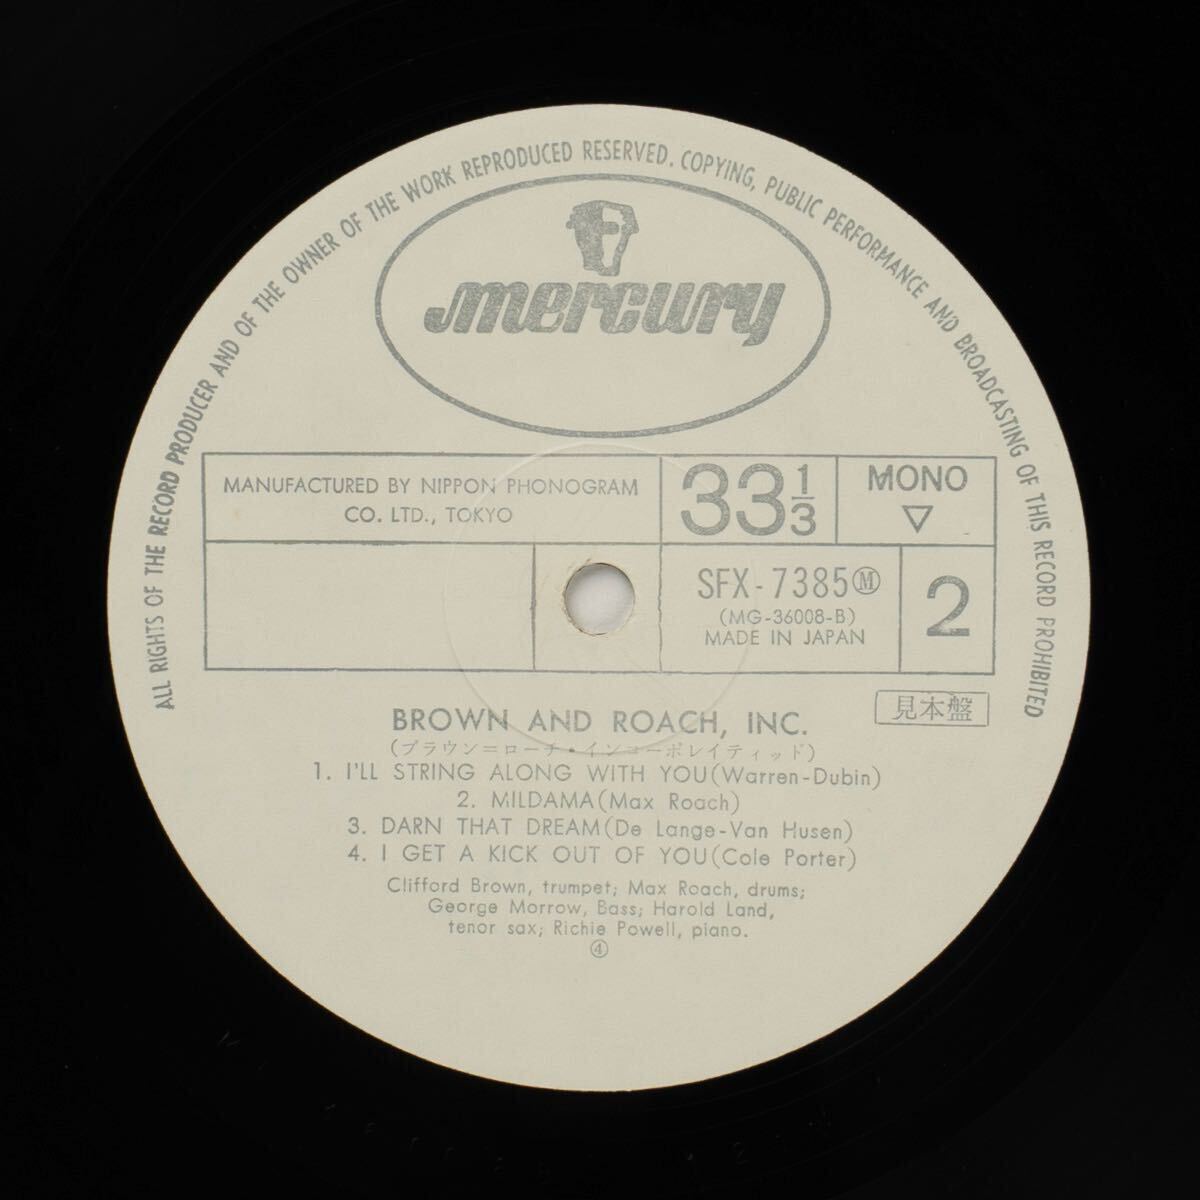 ALL RIGHTS OF THE RECORD PRODUCER AND OF THE OWNER OF THE WORK REPRODUCED RESERVED. COPYING, PUBLIC PERFORMANCE AND BROADCASTING OF THIS RECORD PROHIBITED
mercury
MANUFACTURED BY NIPPON PHONOGRAM
CO. LTD., TOKYO
33 1/3
MONO
▽
SFX-7385Ⓜ
(MG-36008-B)
MADE IN JAPAN
2
見本盤
BROWN AND ROACH, INC.
(ブラウン=ローチ・インコーポレイティッド)
1. I'LL STRING ALONG WITH YOU(Warren-Dubin)
2. MILDAMA(Max Roach)
3. DARN THAT DREAM(De Lange-Van Husen)
4. I GET A KICK OUT OF YOU(Cole Porter)
Clifford Brown, trumpet; Max Roach, drums;
George Morrow, Bass; Harold Land,
tenor sax; Richie Powell, piano.
④